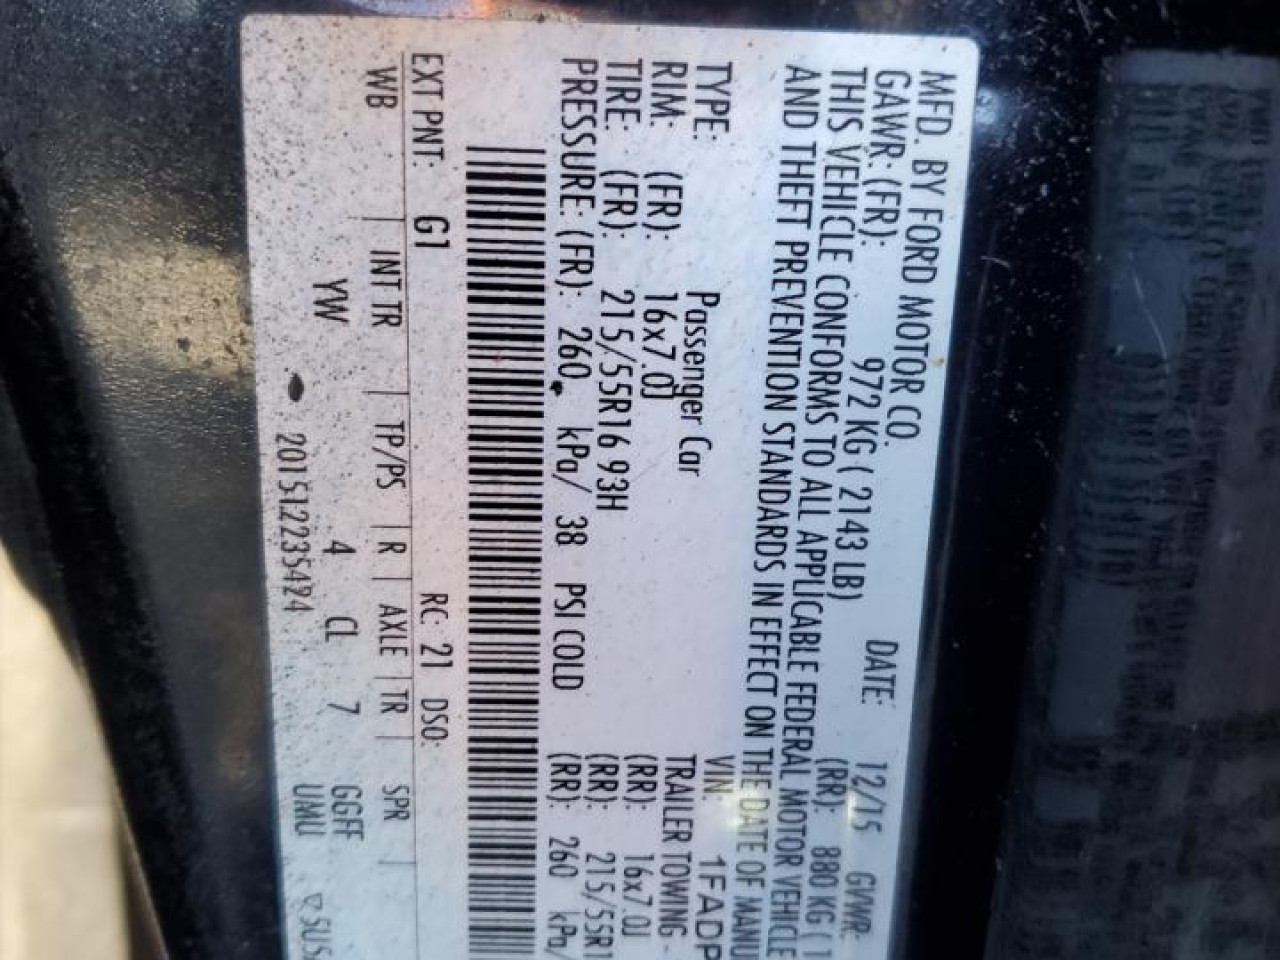 MFD. BY FORD MOTOR CO.
DATE: 12/15 GVWR:
GAWR: (FR): 972 KG ( 2143 LB) (RR): 880 KG ( 1
THIS VEHICLE CONFORMS TO ALL APPLICABLE FEDERAL MOTOR VEHICLE
AND THEFT PREVENTION STANDARDS IN EFFECT ON THE DATE OF MANU
VIN: 1FADP
TYPE: Passenger Car TRAILER TOWING -
RIM: (FR): 16x7.0J (RR): 16x7.0J
TIRE: (FR): 215/55R16 93H (RR): 215/55R1
PRESSURE: (FR): 260 kPa/ 38 PSI COLD (RR): 260 kPa/
EXT PNT: G1 RC: 21 DSO:
WB INT TR TP/PS R AXLE TR SPR
YW 4 CL 7 GGFF
UMU
20151223S424 ▽ SUS